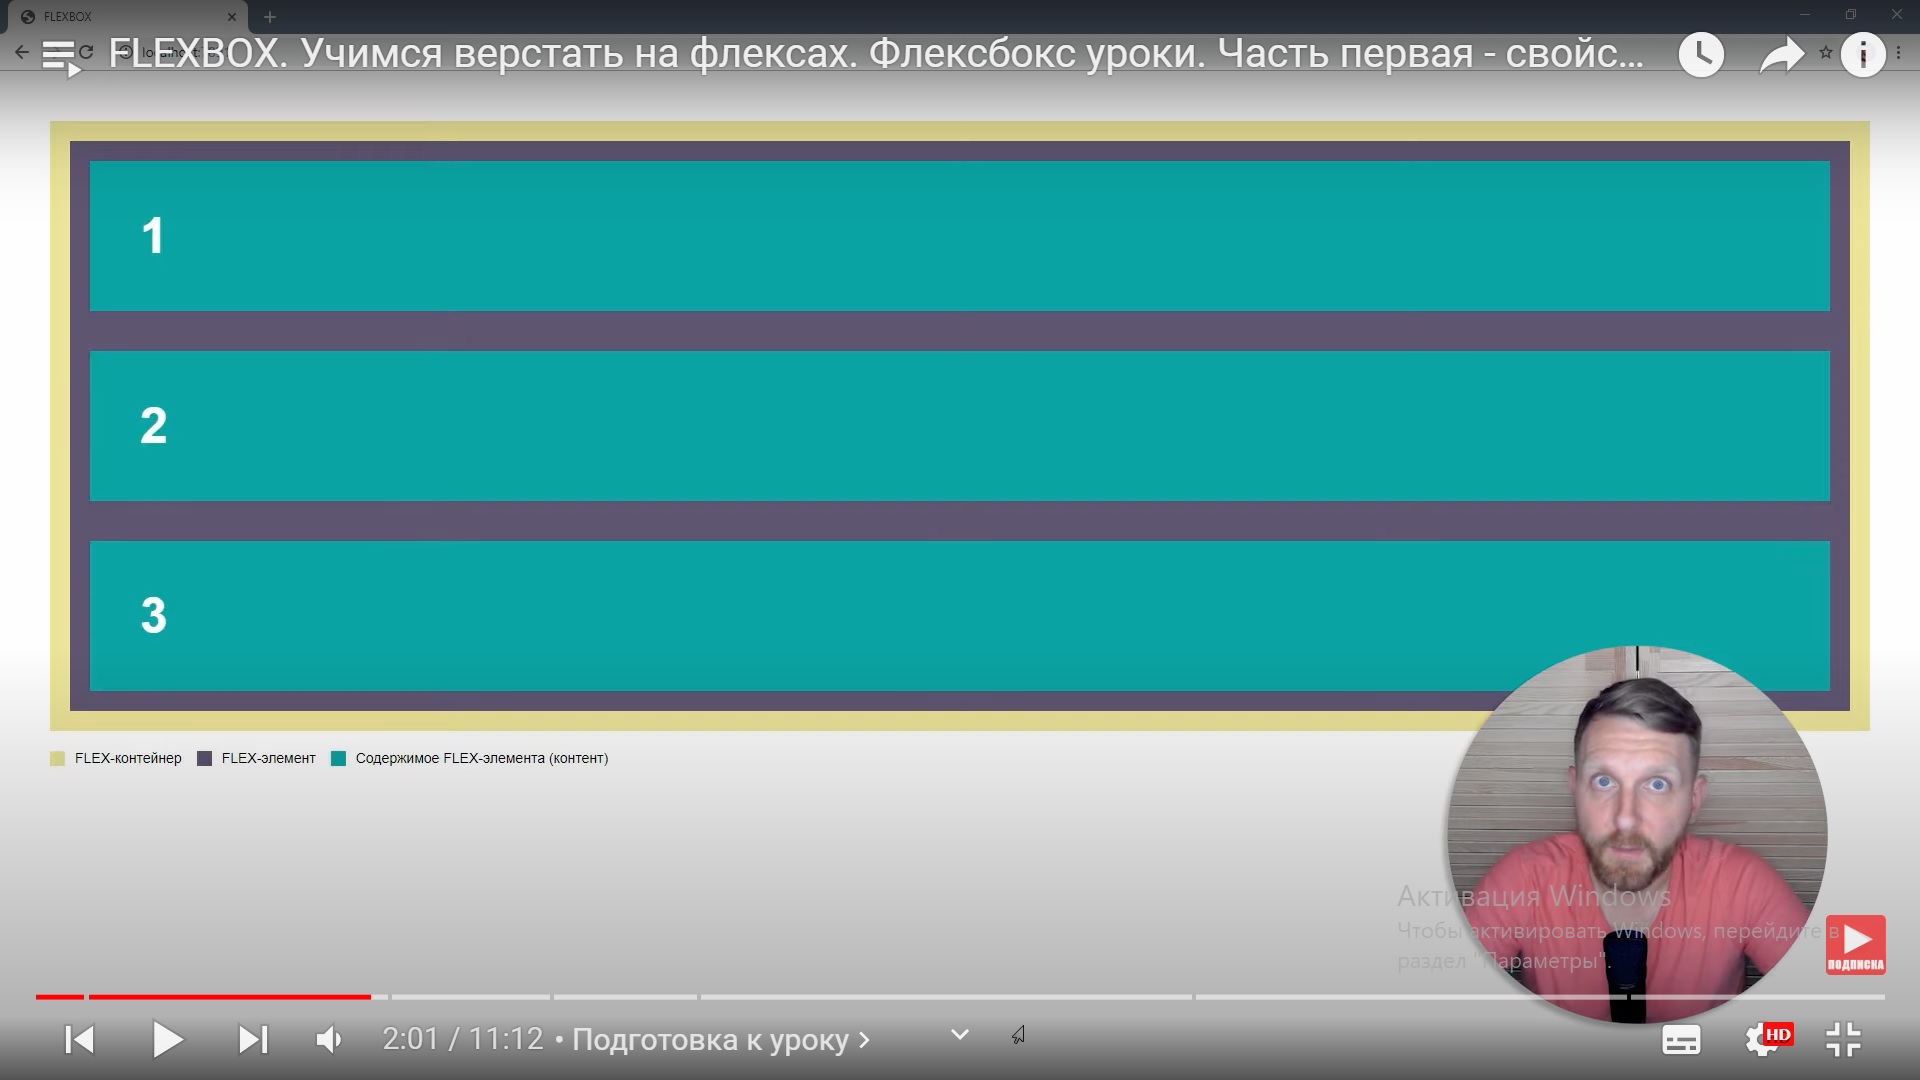 FLEXBOX
FLEXBOX. Учимся верстать на флексах. Флексбокс уроки. Часть первая - свойс...
1
2
3
FLEX-контейнер
FLEX-элемент
Содержимое FLEX-элемента (контент)
Активация Windows
Чтобы активировать Windows, перейдите в
раздел "Параметры".
ПОДПИСКА
2:01 / 11:12 • Подготовка к уроку
HD